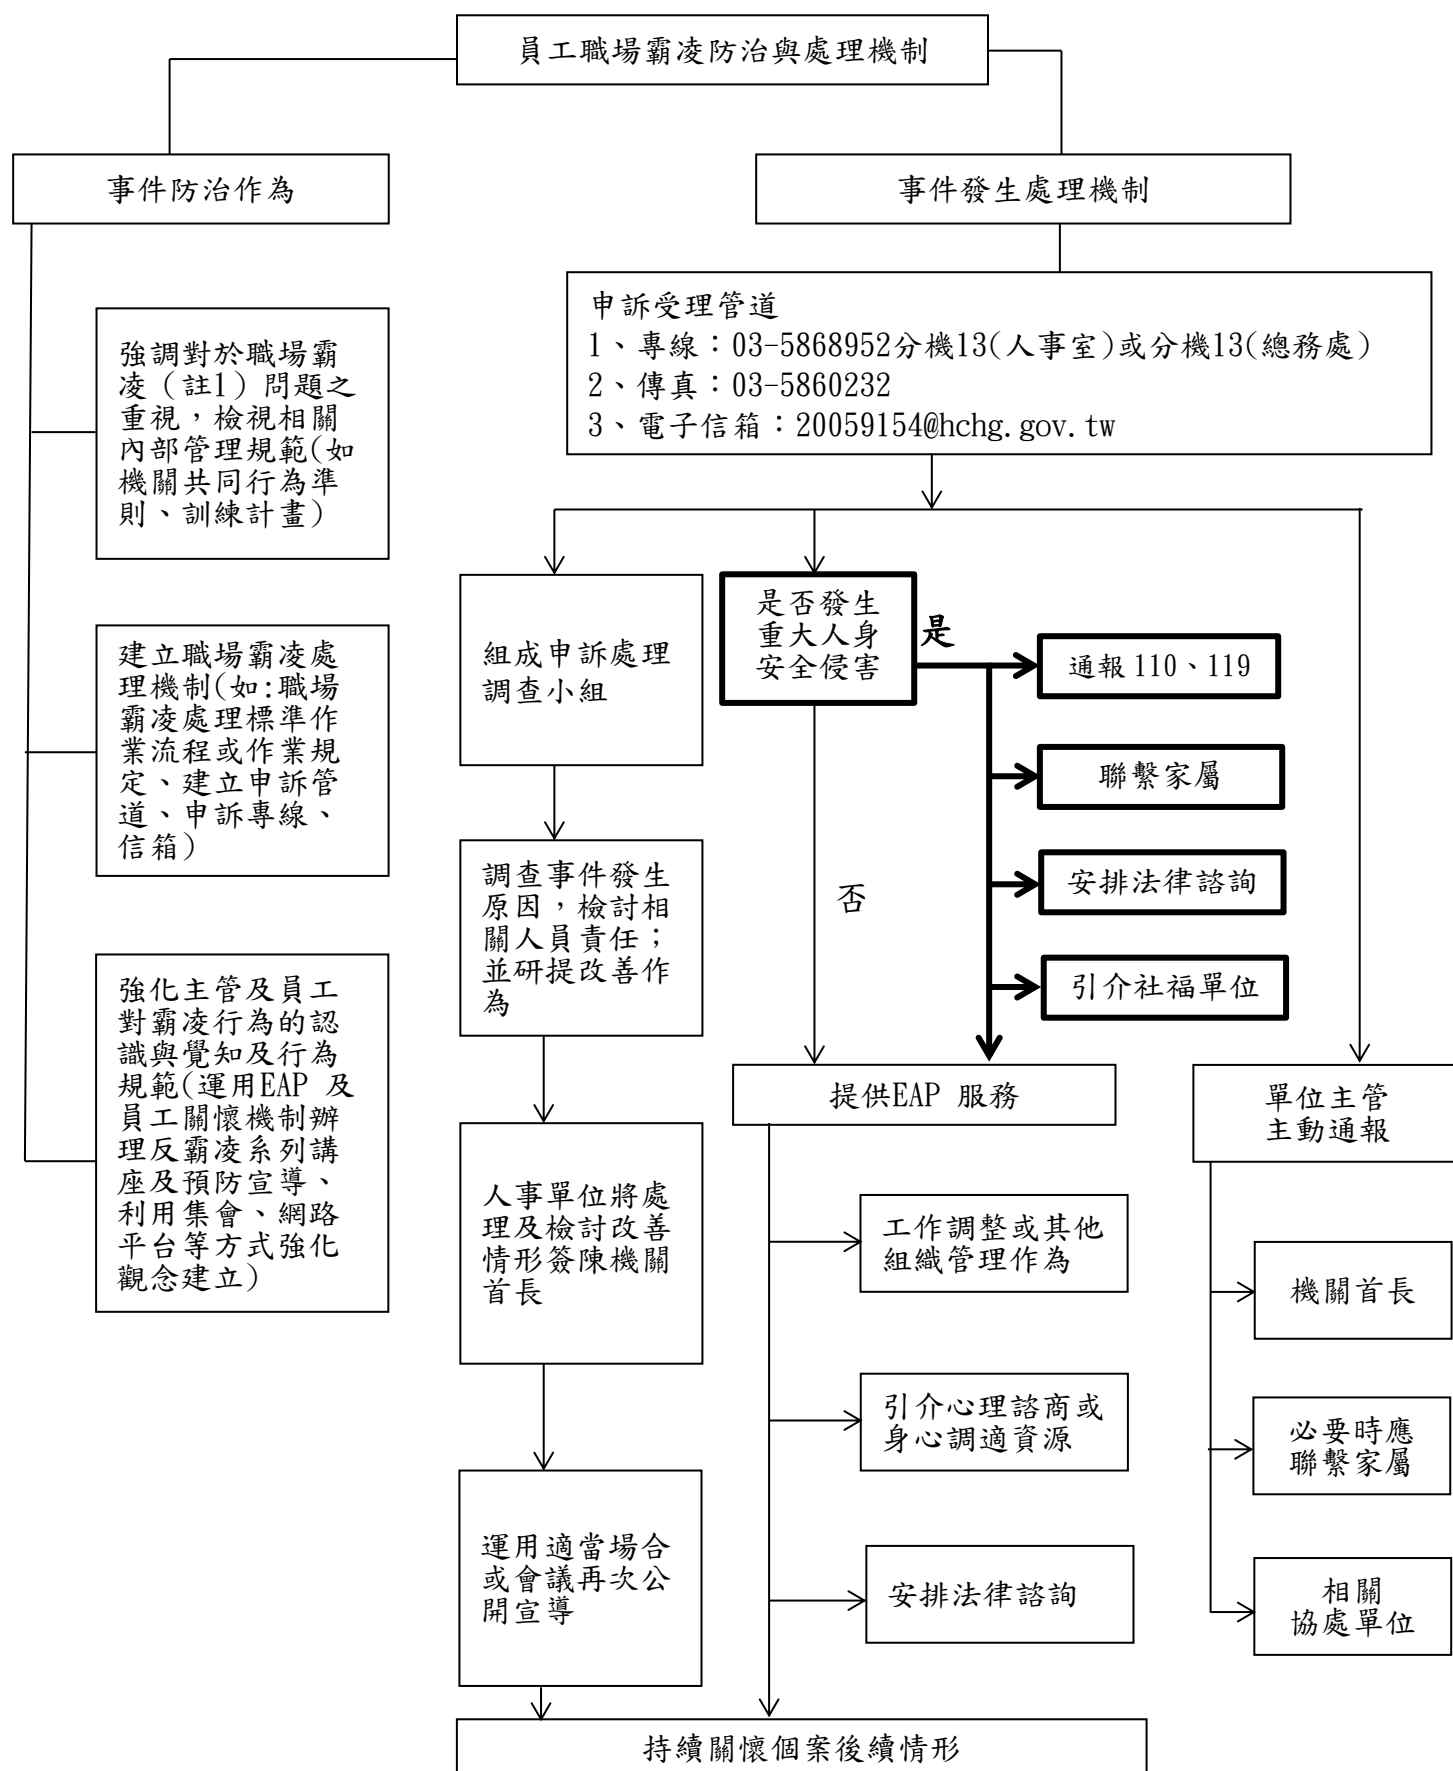 員工職場霸凌防治與處理機制
事件防治作為
事件發生處理機制
強調對於職場霸
凌（註1）問題之
重視，檢視相關
內部管理規範(如
機關共同行為準
則、訓練計畫)
建立職場霸凌處
理機制(如:職場
霸凌處理標準作
業流程或作業規
定、建立申訴管
道、申訴專線、
信箱)
強化主管及員工
對霸凌行為的認
識與覺知及行為
規範(運用EAP 及
員工關懷機制辦
理反霸凌系列講
座及預防宣導、
利用集會、網路
平台等方式強化
觀念建立)
申訴受理管道
1、專線：03-5868952分機13(人事室)或分機13(總務處)
2、傳真：03-5860232
3、電子信箱：20059154@hchg.gov.tw
組成申訴處理
調查小組
調查事件發生
原因，檢討相
關人員責任；
並研提改善作
為
人事單位將處
理及檢討改善
情形簽陳機關
首長
運用適當場合
或會議再次公
開宣導
是否發生
重大人身
安全侵害
是
否
通報 110、119
聯繫家屬
安排法律諮詢
引介社福單位
提供EAP 服務
工作調整或其他
組織管理作為
引介心理諮商或
身心調適資源
安排法律諮詢
單位主管
主動通報
機關首長
必要時應
聯繫家屬
相關
協處單位
持續關懷個案後續情形